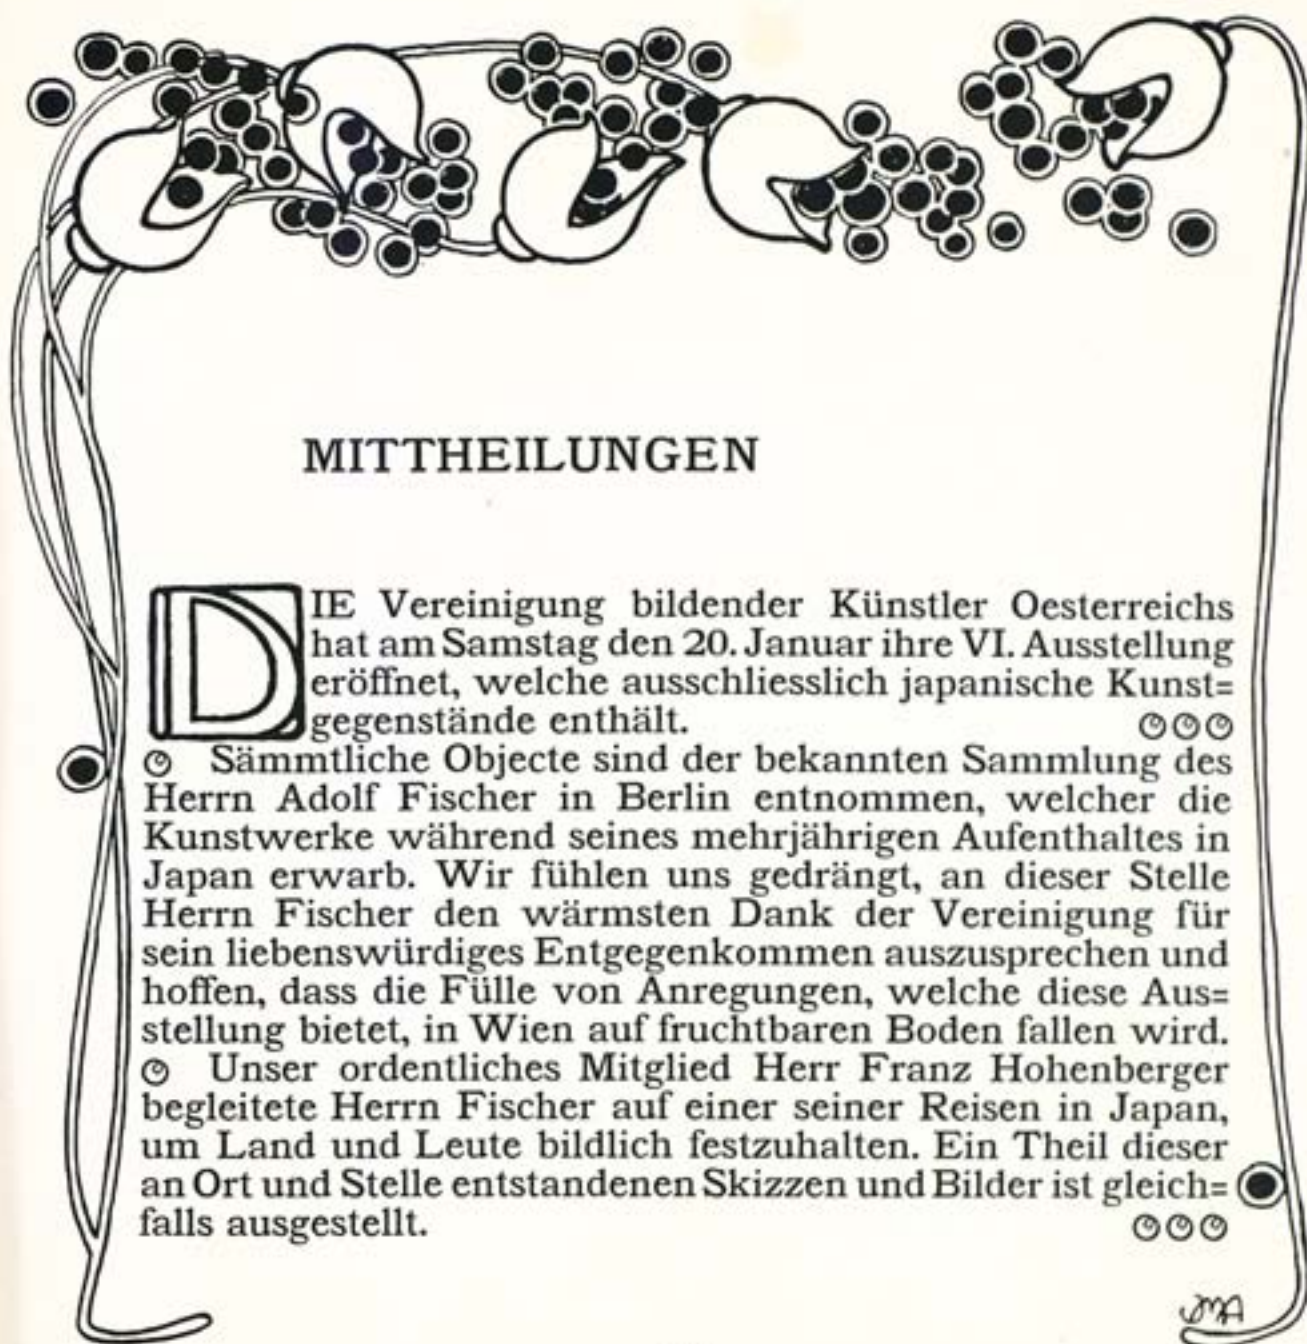 MITTHEILUNGEN
DIE Vereinigung bildender Künstler Oesterreichs
hat am Samstag den 20. Januar ihre VI. Ausstellung
eröffnet, welche ausschliesslich japanische Kunst=
gegenstände enthält.
Sämmtliche Objecte sind der bekannten Sammlung des
Herrn Adolf Fischer in Berlin entnommen, welcher die
Kunstwerke während seines mehrjährigen Aufenthaltes in
Japan erwarb. Wir fühlen uns gedrängt, an dieser Stelle
Herrn Fischer den wärmsten Dank der Vereinigung für
sein liebenswürdiges Entgegenkommen auszusprechen und
hoffen, dass die Fülle von Anregungen, welche diese Aus=
stellung bietet, in Wien auf fruchtbaren Boden fallen wird.
Unser ordentliches Mitglied Herr Franz Hohenberger
begleitete Herrn Fischer auf einer seiner Reisen in Japan,
um Land und Leute bildlich festzuhalten. Ein Theil dieser
an Ort und Stelle entstandenen Skizzen und Bilder ist gleich=
falls ausgestellt.